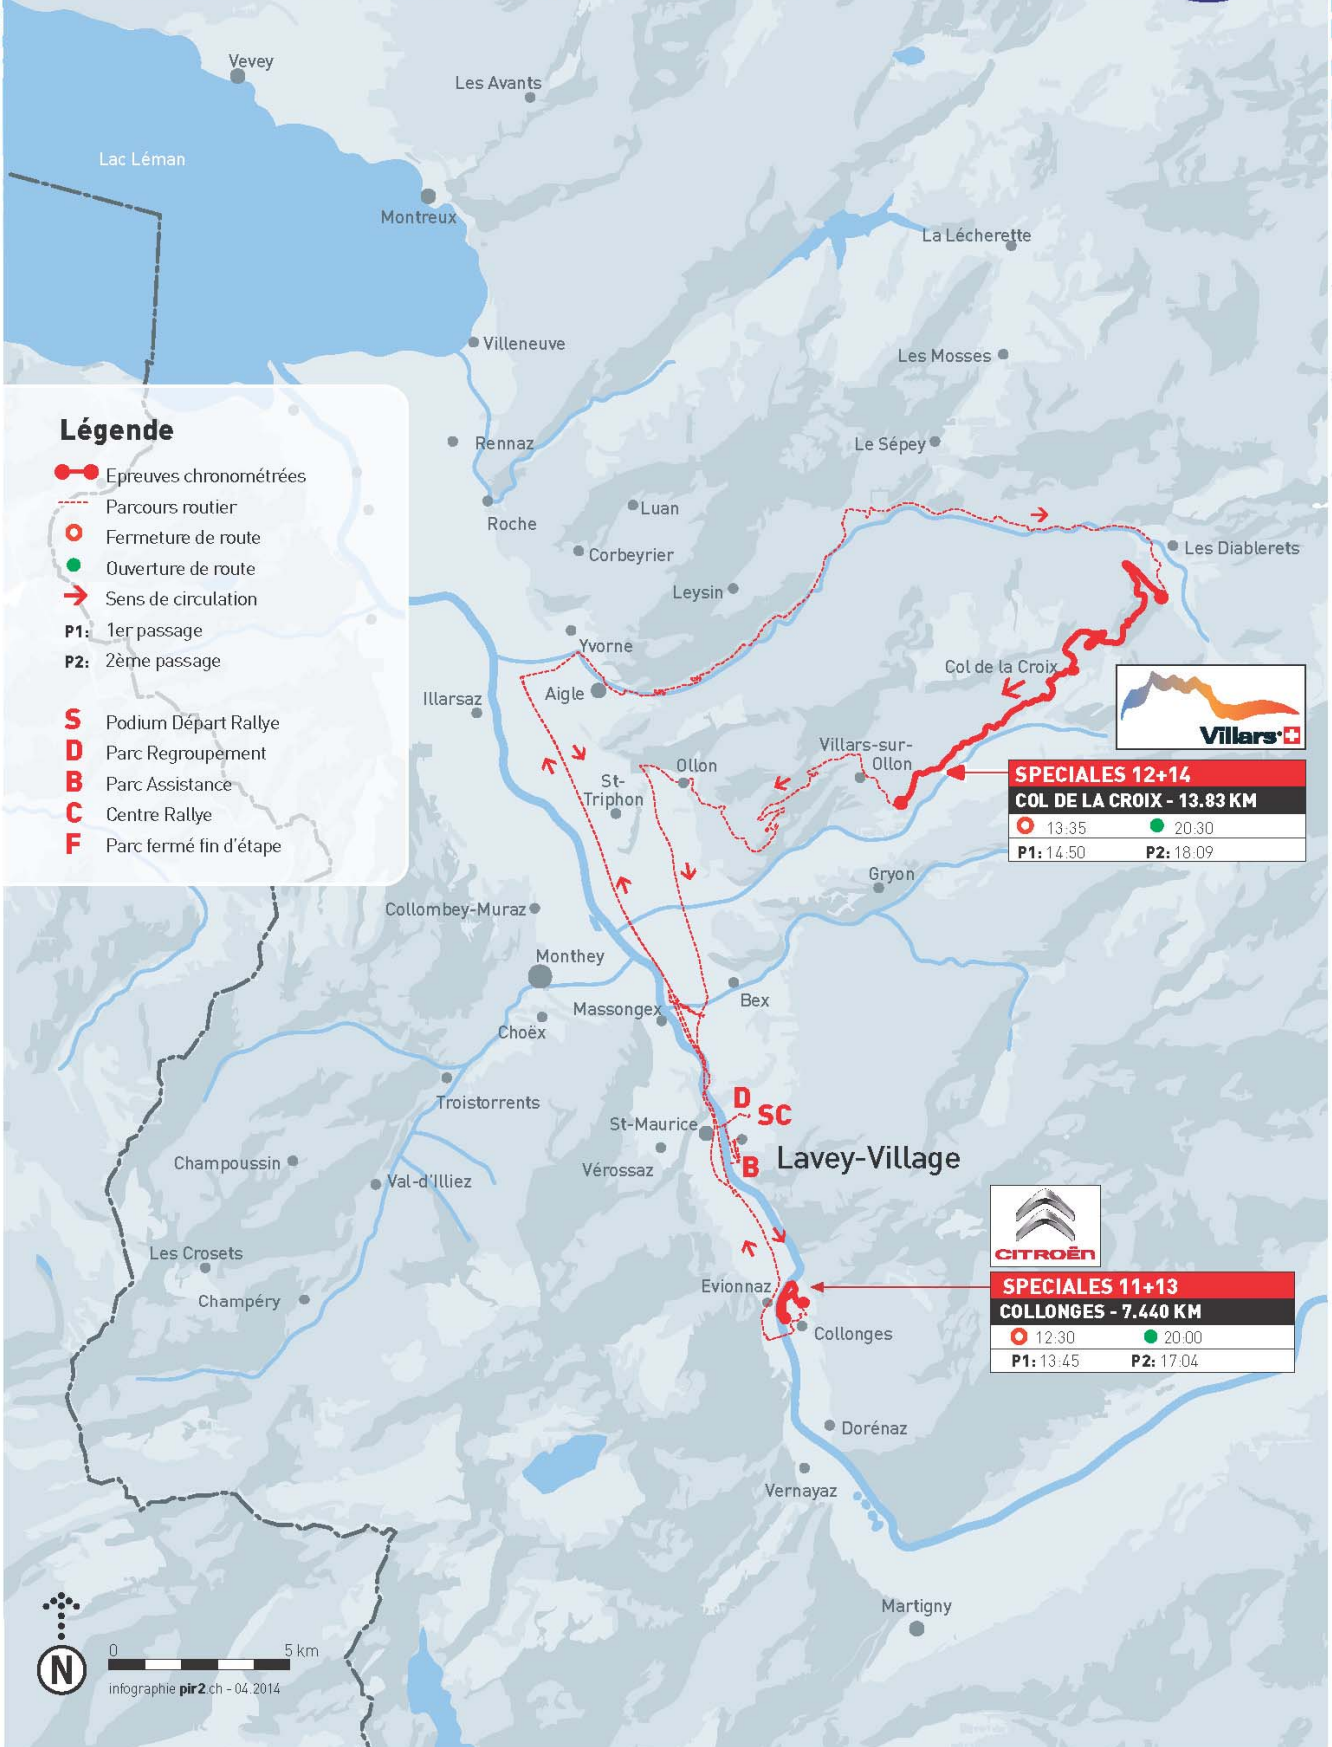 Vevey
Les Avants
Lac Léman
Montreux
La Lécherette
Villeneuve
Les Mosses
Légende
Epreuves chronométrées
Parcours routier
Fermeture de route
Ouverture de route
Sens de circulation
P1: 1er passage
P2: 2ème passage
S Podium Départ Rallye
D Parc Regroupement
B Parc Assistance
C Centre Rallye
F Parc fermé fin d'étape
Rennaz
Le Sépey
Roche
Luan
Corbeyrier
Les Diablerets
Leysin
Yvorne
Aigle
Illarsaz
Col de la Croix
Villars
Villars-sur-
Ollon
Ollon
St-
Triphon
SPECIALES 12+14
COL DE LA CROIX - 13.83 KM
13:35 20:30
P1: 14:50 P2: 18:09
Gryon
Collombey-Muraz
Monthey
Bex
Massongex
Choëx
Troistorrents
D
SC
St-Maurice
B
Lavey-Village
Vérossaz
Champoussin
Val-d'Illiez
Les Crosets
Champéry
CITROËN
Evionnaz
SPECIALES 11+13
COLLONGES - 7.440 KM
12:30 20:00
P1: 13:45 P2: 17:04
Collonges
Dorénaz
Vernayaz
Martigny
N
0 5 km
infographie pir2.ch - 04.2014